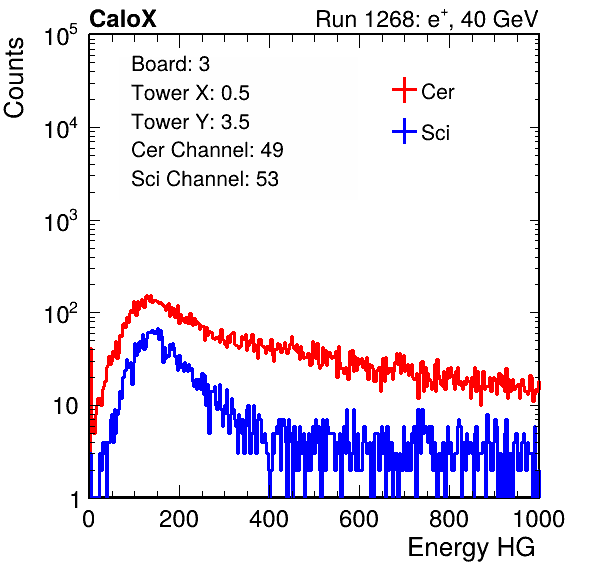 CaloX Run 1268: e⁺, 40 GeV
Counts
10⁵
10⁴
10³
10²
10
1
Board: 3
Tower X: 0.5
Tower Y: 3.5
Cer Channel: 49
Sci Channel: 53
Cer
Sci
0 200 400 600 800 1000
Energy HG